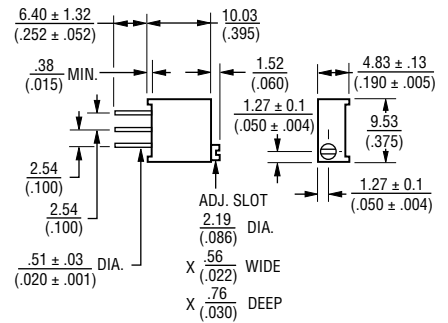 6.40 ± 1.32
(.252 ± .052)
10.03
(.395)
.38
(.015)
MIN.
1.52
(.060)
4.83 ± .13
(.190 ± .005)
1.27 ± 0.1
(.050 ± .004)
9.53
(.375)
2.54
(.100)
2.54
(.100)
1.27 ± 0.1
(.050 ± .004)
ADJ. SLOT
2.19
(.086)
DIA.
.51 ± .03
(.020 ± .001)
DIA.
X .56
(.022)
WIDE
X .76
(.030)
DEEP